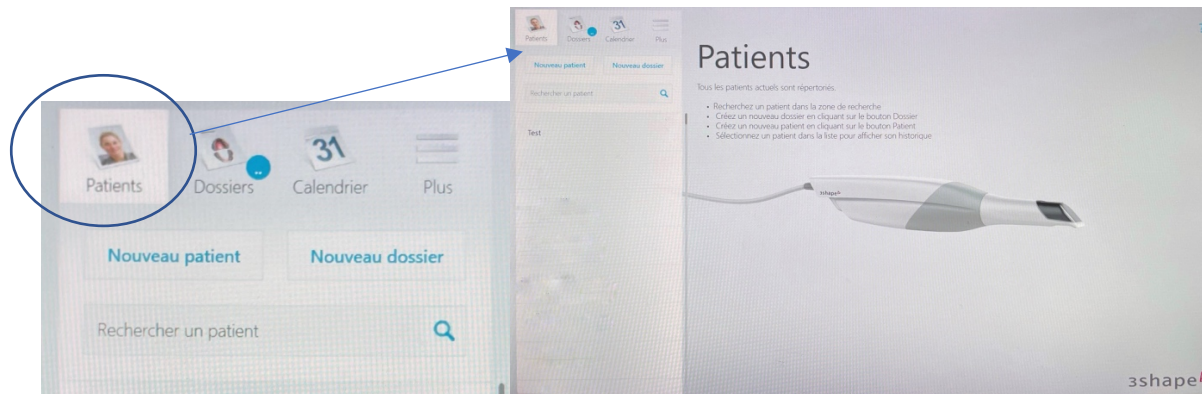 Patients
Dossiers
Calendrier
31
Plus
Nouveau patient
Nouveau dossier
Rechercher un patient
Patients
Dossiers
Calendrier
31
Plus
Nouveau patient
Nouveau dossier
Rechercher un patient
Test
Patients
Tous les patients actuels sont répertoriés.
• Recherchez un patient dans la zone de recherche
• Créez un nouveau dossier en cliquant sur le bouton Dossier
• Créez un nouveau patient en cliquant sur le bouton Patient
• Sélectionnez un patient dans la liste pour afficher son historique
3shape
3shape